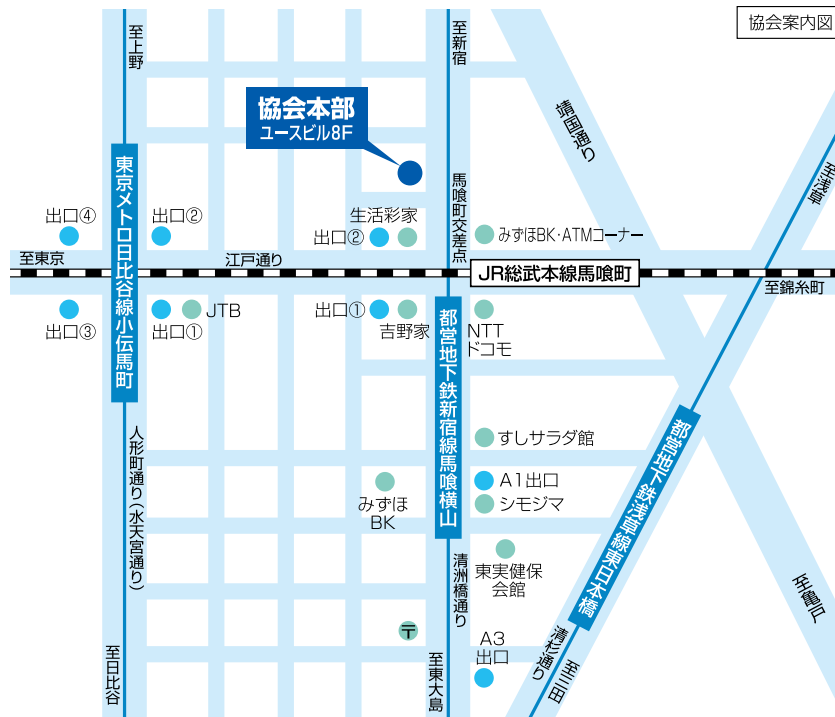 協会案内図
至上野
至新宿
協会本部
ユースビル8F
靖国通り
至浅草
東京メトロ日比谷線小伝馬町
馬喰町交差点
出口④
出口②
生活彩家
出口②
みずほBK・ATMコーナー
至東京
江戸通り
JR総武本線馬喰町
至錦糸町
出口③
出口①
JTB
出口①
吉野家
NTT
ドコモ
都営地下鉄新宿線馬喰横山
都営地下鉄浅草線東日本橋
人形町通り(水天宮通り)
すしサラダ館
A1出口
シモジマ
みずほ
BK
東実健保
会館
清洲橋通り
至亀戸
〒
A3
出口
清杉通り
至三田
至日比谷
至東大島